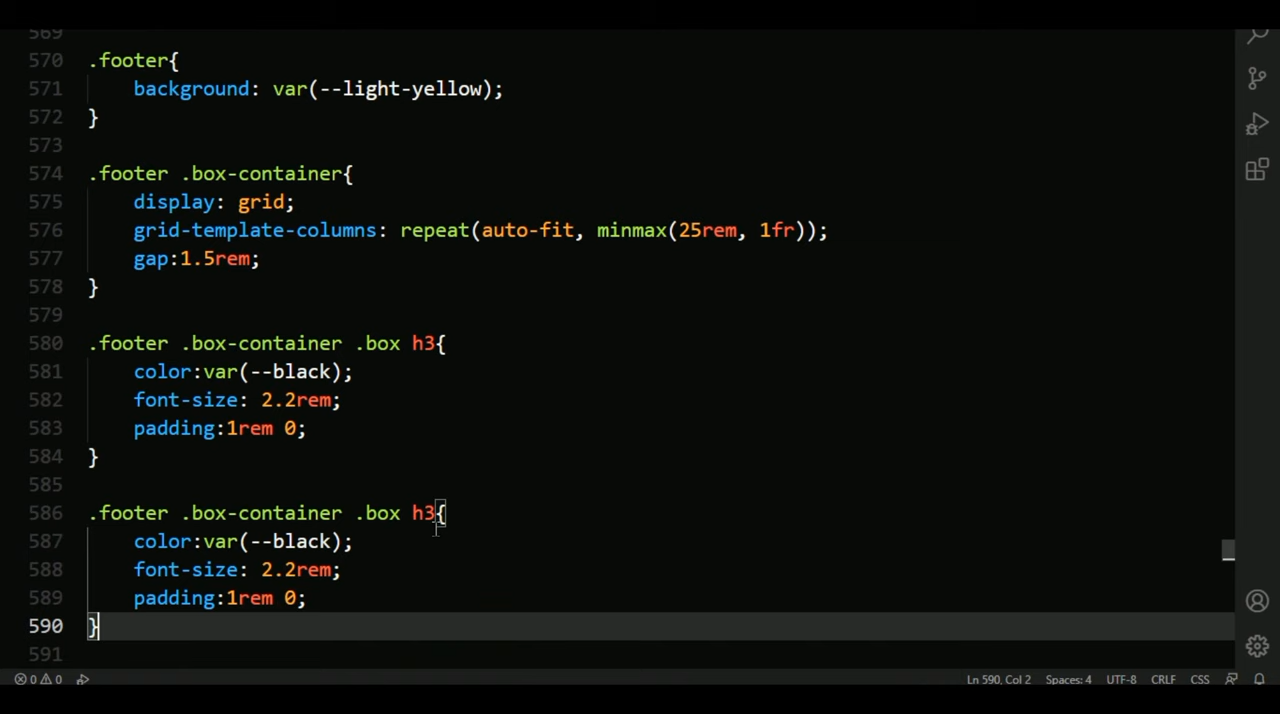 569
570 .footer{
571 background: var(--light-yellow);
572 }
573
574 .footer .box-container{
575 display: grid;
576 grid-template-columns: repeat(auto-fit, minmax(25rem, 1fr));
577 gap:1.5rem;
578 }
579
580 .footer .box-container .box h3{
581 color:var(--black);
582 font-size: 2.2rem;
583 padding:1rem 0;
584 }
585
586 .footer .box-container .box h3{
587 color:var(--black);
588 font-size: 2.2rem;
589 padding:1rem 0;
590 }
591
0 0 Ln 590, Col 2 Spaces: 4 UTF-8 CRLF CSS